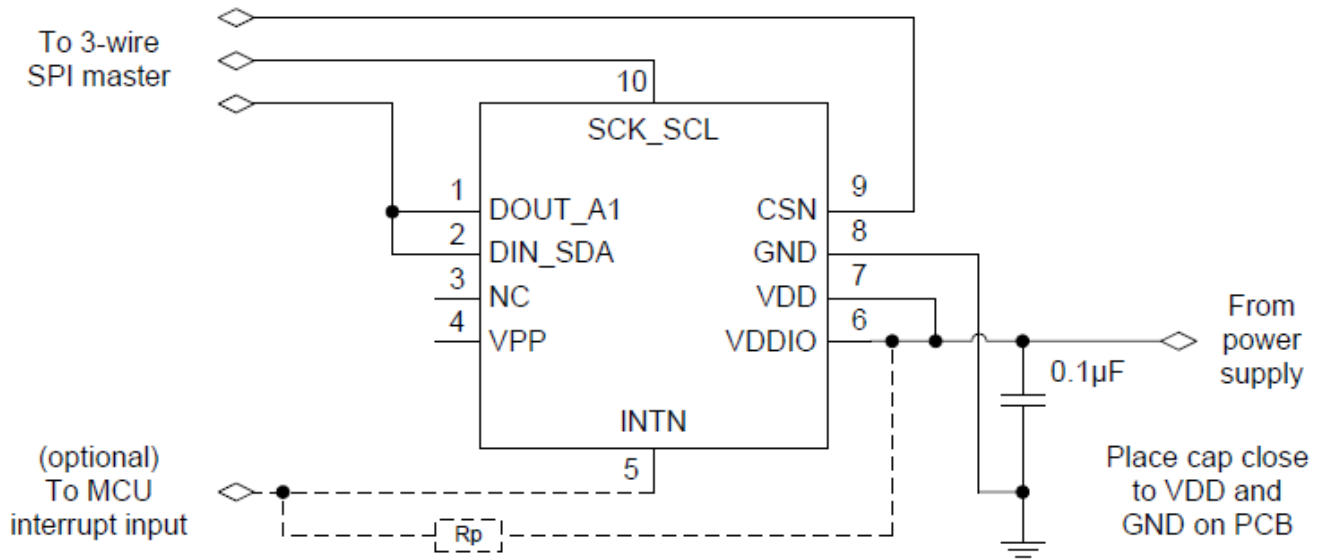 To 3-wire
SPI master
10
SCK_SCL
1
DOUT_A1
2
DIN_SDA
3
NC
4
VPP
9
CSN
8
GND
7
VDD
6
VDDIO
INTN
5
From
power
supply
0.1µF
Place cap close
to VDD and
GND on PCB
(optional)
To MCU
interrupt input
Rp